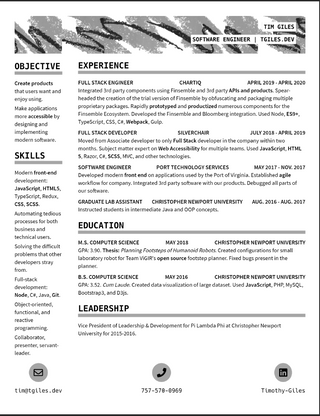 TIM GILES
SOFTWARE ENGINEER | TGILES.DEV
OBJECTIVE
Create products
that users want and
enjoy using.
Make applications
more accessible by
designing and
implementing
modern software.
SKILLS
Modern front-end
development:
JavaScript, HTML5,
TypeScript, Redux,
CSS, SCSS.
Automating tedious
processes for both
business and
technical users.
Solving the difficult
problems that other
developers stray
from.
Full-stack
development:
Node, C#, Java, Git.
Object-oriented,
functional, and
reactive
programming.
Collaborator,
presenter, servant-
leader.
EXPERIENCE
FULL STACK ENGINEER CHARTIQ APRIL 2019 - APRIL 2020
Integrated 3rd party components using Finsemble and 3rd party APIs and products. Spear-
headed the creation of the trial version of Finsemble by obfuscating and packaging multiple
proprietary packages. Rapidly prototyped and productized numerous components for the
Finsemble Ecosystem. Developed the Finsemble and Bloomberg integration. Used Node, ES9+,
TypeScript, CSS, C#, Webpack, Gulp.
FULL STACK DEVELOPER SILVERCHAIR JULY 2018 - APRIL 2019
Moved from Associate developer to only Full Stack developer in the company within two
months. Subject matter expert on Web Accessibility for multiple teams. Used JavaScript, HTML
5, Razor, C#, SCSS, MVC, and other technologies.
SOFTWARE ENGINEER PORT TECHNOLOGY SERVICES MAY 2017 - NOV. 2017
Developed modern front end on applications used by the Port of Virginia. Established agile
workflow for company. Integrated 3rd party software with our products. Debugged all parts of
our software.
GRADUATE LAB ASSISTANT CHRISTOPHER NEWPORT UNIVERSITY AUG. 2016 - AUG. 2017
Instructed students in intermediate Java and OOP concepts.
EDUCATION
M.S. COMPUTER SCIENCE MAY 2018 CHRISTOPHER NEWPORT UNIVERSITY
GPA: 3.90. Thesis: Planning Footsteps of Humanoid Robots. Created configurations for small
laboratory robot for Team ViGIR's open source footstep planner. Fixed bugs present in the
planner.
B.S. COMPUTER SCIENCE MAY 2016 CHRISTOPHER NEWPORT UNIVERSITY
GPA: 3.52. Cum Laude. Created data visualization of large dataset. Used JavaScript, PHP, MySQL,
Bootstrap3, and D3js.
LEADERSHIP
Vice President of Leadership & Development for Pi Lambda Phi at Christopher Newport
University for 2015-2016.
tim@tgiles.dev
757-570-0969
Timothy-Giles